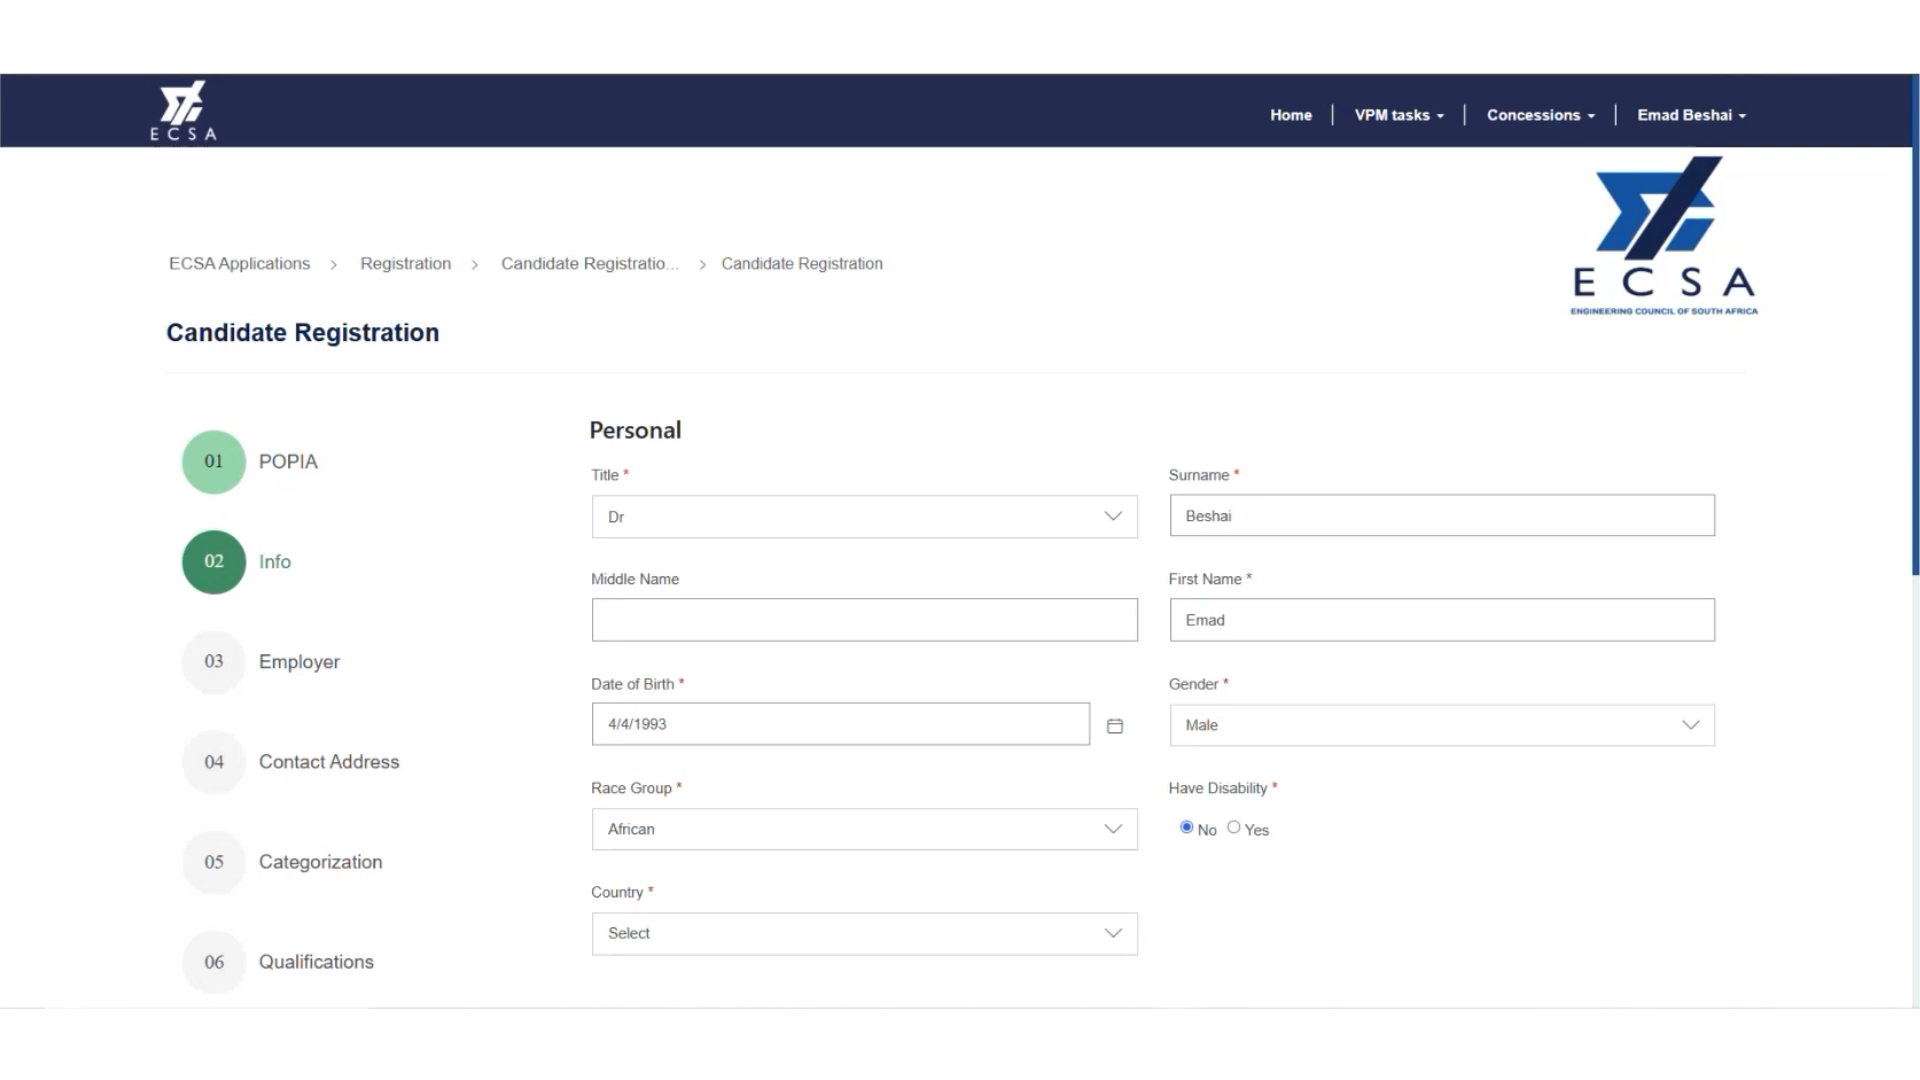 ECSA
Home
VPM tasks
Concessions
Emad Beshai
ECSA
ENGINEERING COUNCIL OF SOUTH AFRICA
ECSA Applications > Registration > Candidate Registratio... > Candidate Registration
Candidate Registration
01 POPIA
02 Info
03 Employer
04 Contact Address
05 Categorization
06 Qualifications
Personal
Title *
Dr
Surname *
Beshai
Middle Name
First Name *
Emad
Date of Birth *
4/4/1993
Gender *
Male
Race Group *
African
Have Disability *
No Yes
Country *
Select